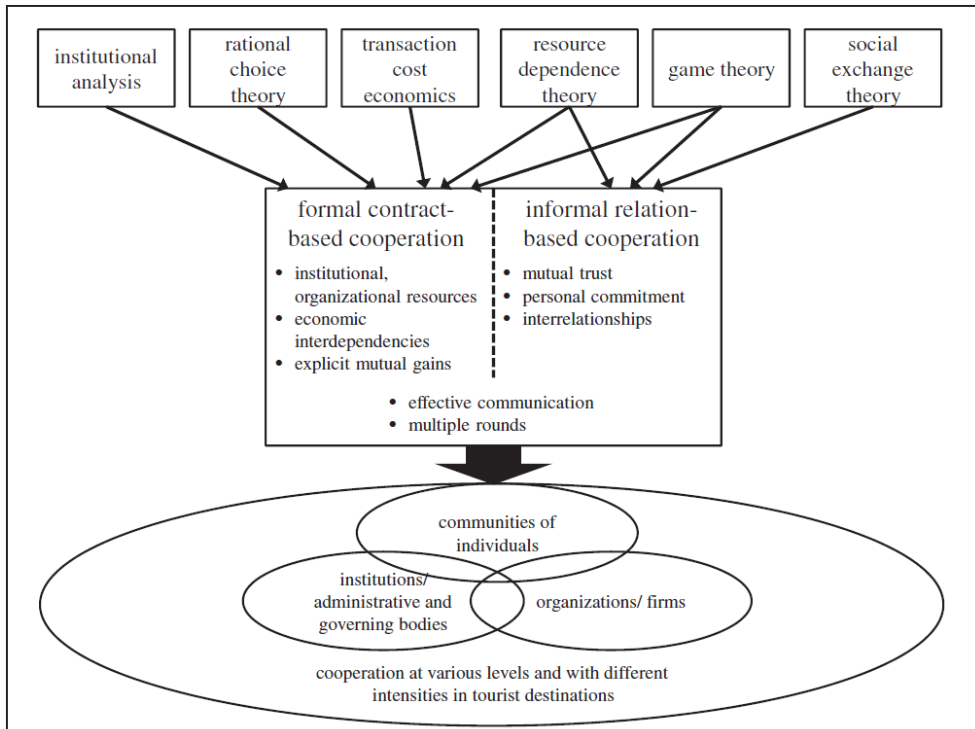 institutional
analysis
rational
choice
theory
transaction
cost
economics
resource
dependence
theory
game theory
social
exchange
theory
formal contract-
based cooperation
• institutional,
organizational resources
• economic
interdependencies
• explicit mutual gains
informal relation-
based cooperation
• mutual trust
• personal commitment
• interrelationships
• effective communication
• multiple rounds
communities of
individuals
institutions/
administrative and
governing bodies
organizations/ firms
cooperation at various levels and with different
intensities in tourist destinations